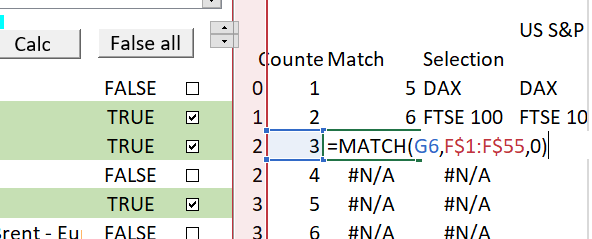 US S&P
Calc False all
Counte Match Selection
FALSE 0 1 5 DAX DAX
TRUE 1 2 6 FTSE 100 FTSE 10
TRUE 2 3 =MATCH(G6,F$1:F$55,0)
FALSE 2 4 #N/A #N/A
TRUE 3 5 #N/A #N/A
Brent - Eu FALSE 3 6 #N/A #N/A